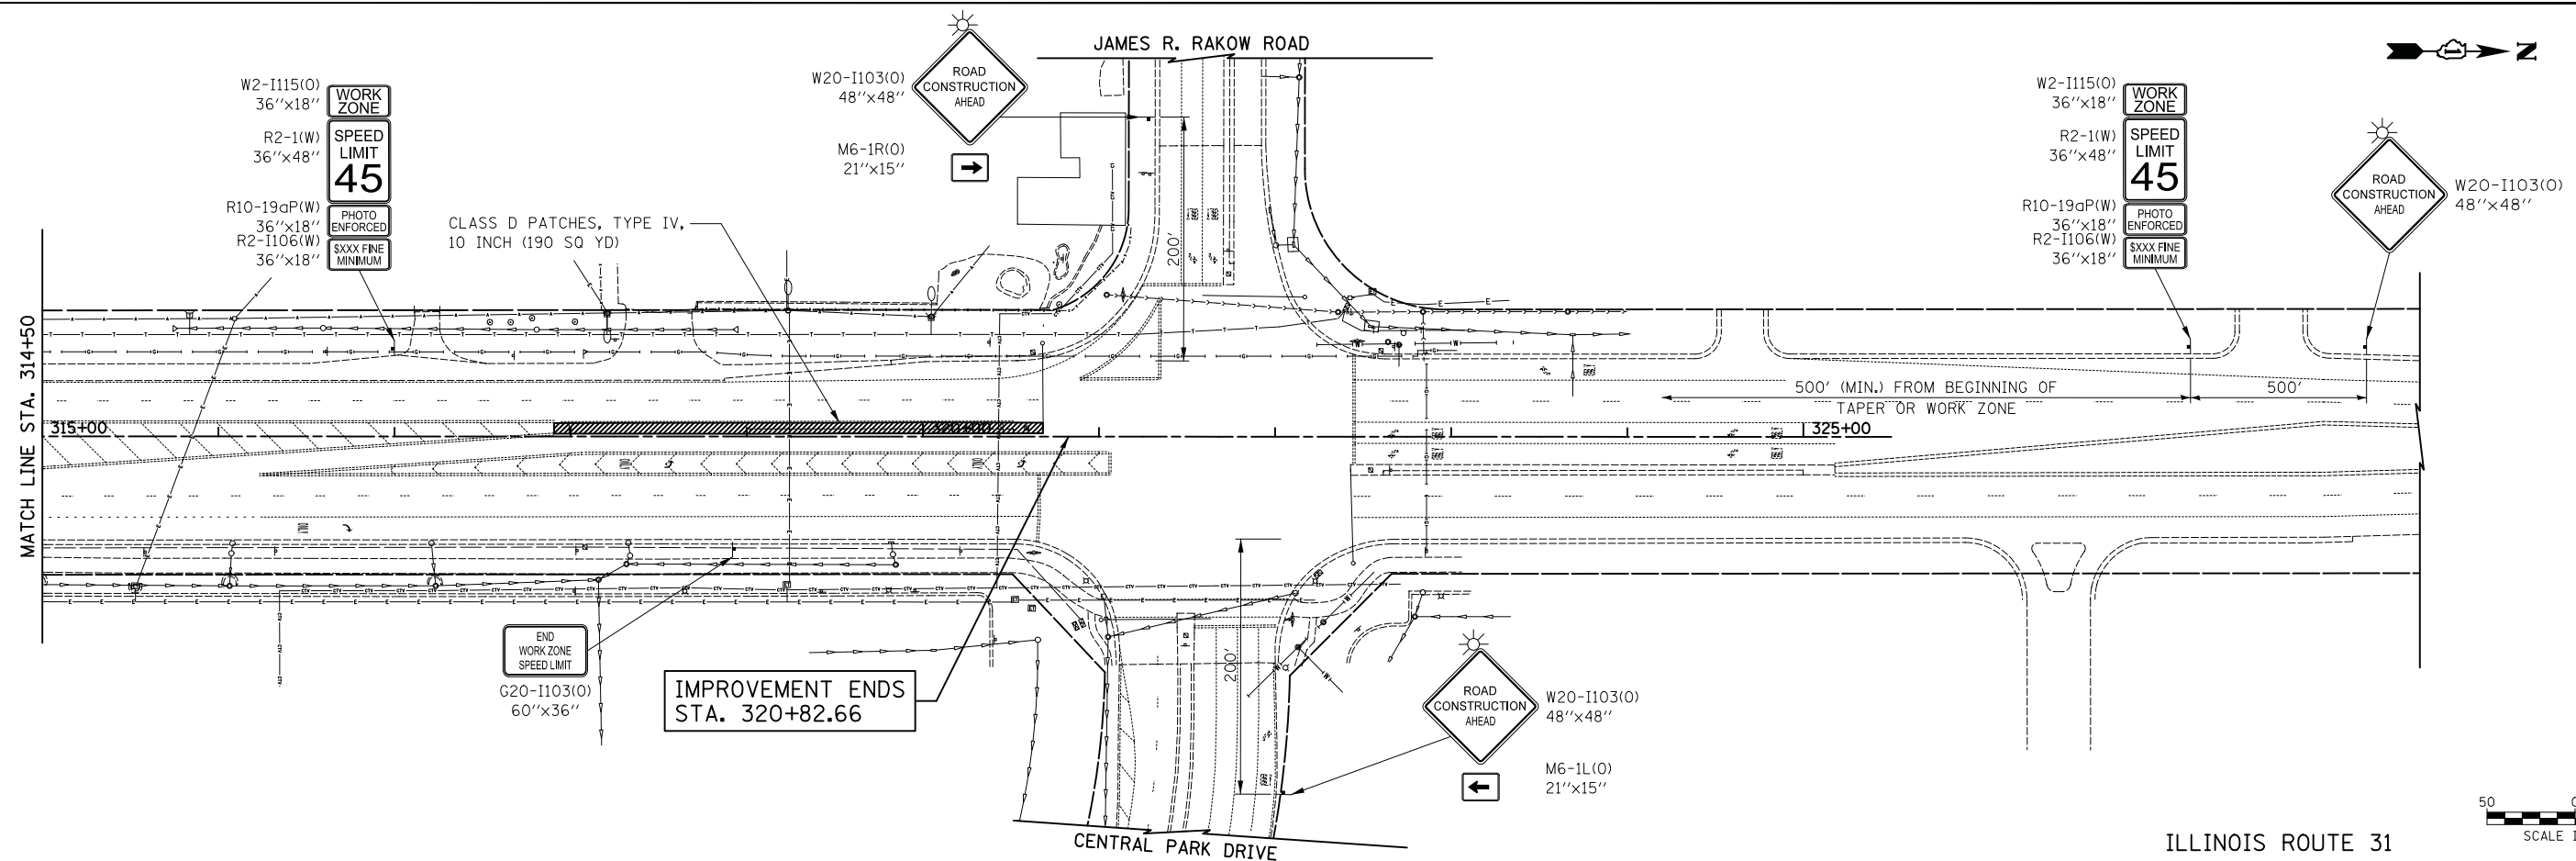 JAMES R. RAKOW ROAD
N
W2-I115(O)
36''x18''
WORK
ZONE
R2-1(W)
36''x48''
SPEED
LIMIT
45
R10-19aP(W)
36''x18''
PHOTO
ENFORCED
R2-I106(W)
36''x18''
$XXX FINE
MINIMUM
W20-I103(O)
48''x48''
ROAD
CONSTRUCTION
AHEAD
M6-1R(O)
21''x15''
W2-I115(O)
36''x18''
WORK
ZONE
R2-1(W)
36''x48''
SPEED
LIMIT
45
R10-19aP(W)
36''x18''
PHOTO
ENFORCED
R2-I106(W)
36''x18''
$XXX FINE
MINIMUM
ROAD
CONSTRUCTION
AHEAD
W20-I103(O)
48''x48''
CLASS D PATCHES, TYPE IV,
10 INCH (190 SQ YD)
200'
MATCH LINE STA. 314+50
315+00
320+00
325+00
500' (MIN.) FROM BEGINNING OF
TAPER OR WORK ZONE
500'
END
WORK ZONE
SPEED LIMIT
G20-I103(O)
60''x36''
IMPROVEMENT ENDS
STA. 320+82.66
200'
ROAD
CONSTRUCTION
AHEAD
W20-I103(O)
48''x48''
M6-1L(O)
21''x15''
CENTRAL PARK DRIVE
ILLINOIS ROUTE 31
50
SCALE